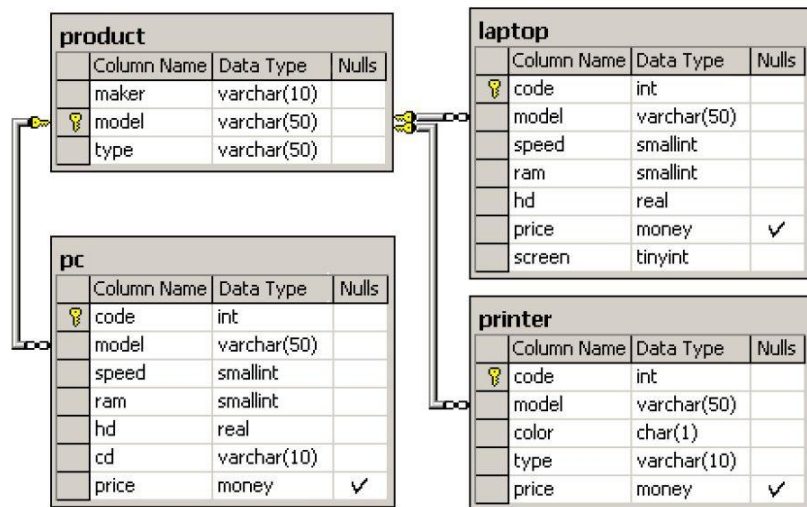 product
Column Name Data Type Nulls
maker varchar(10)
model varchar(50)
type varchar(50)
laptop
Column Name Data Type Nulls
code int
model varchar(50)
speed smallint
ram smallint
hd real
price money ✓
screen tinyint
pc
Column Name Data Type Nulls
code int
model varchar(50)
speed smallint
ram smallint
hd real
cd varchar(10)
price money ✓
printer
Column Name Data Type Nulls
code int
model varchar(50)
color char(1)
type varchar(10)
price money ✓